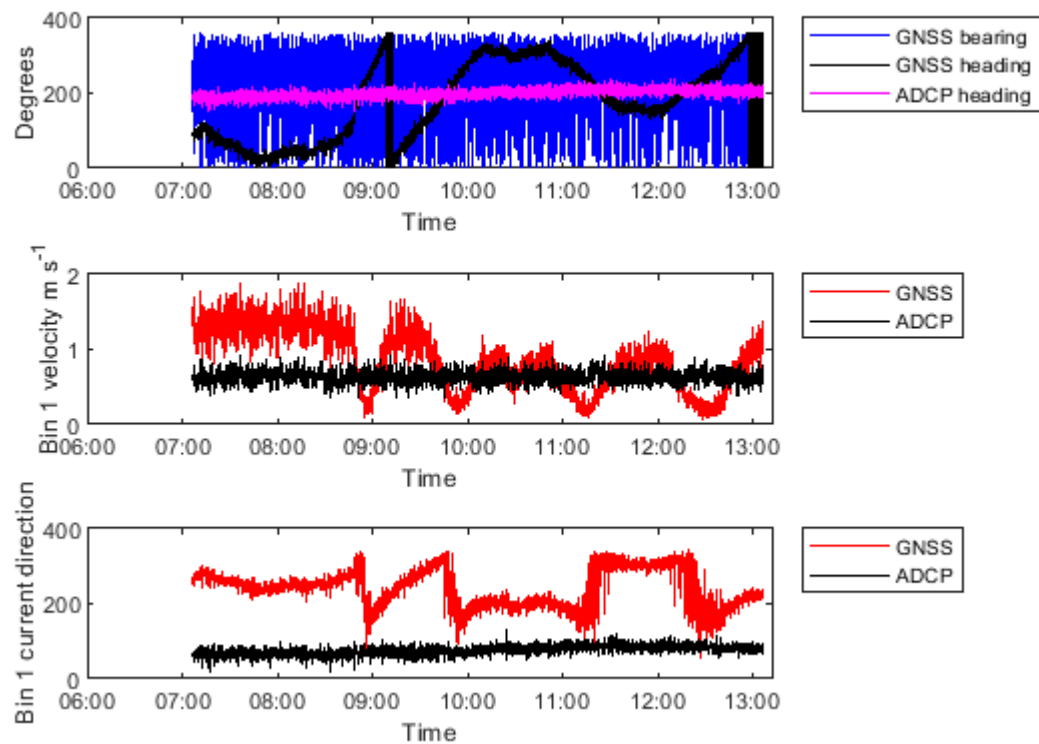 400
200
0
Degrees
06:00 07:00 08:00 09:00 10:00 11:00 12:00 13:00
Time
GNSS bearing
GNSS heading
ADCP heading
2
1
0
Bin 1 velocity m s⁻¹
06:00 07:00 08:00 09:00 10:00 11:00 12:00 13:00
Time
GNSS
ADCP
400
200
0
Bin 1 current direction
06:00 07:00 08:00 09:00 10:00 11:00 12:00 13:00
Time
GNSS
ADCP